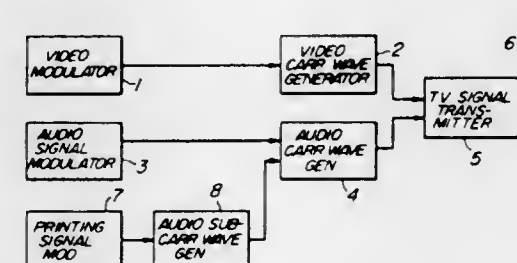 VIDEO
MODULATOR
1
VIDEO
CARR WAVE
GENERATOR
2
6
TV SIGNAL
TRANS-
MITTER
5
AUDIO
SIGNAL
MODULATOR
3
AUDIO
CARR WAVE
GEN
4
7
PRINTING
SIGNAL
MOD
8
AUDIO SUB-
CARR WAVE
GEN